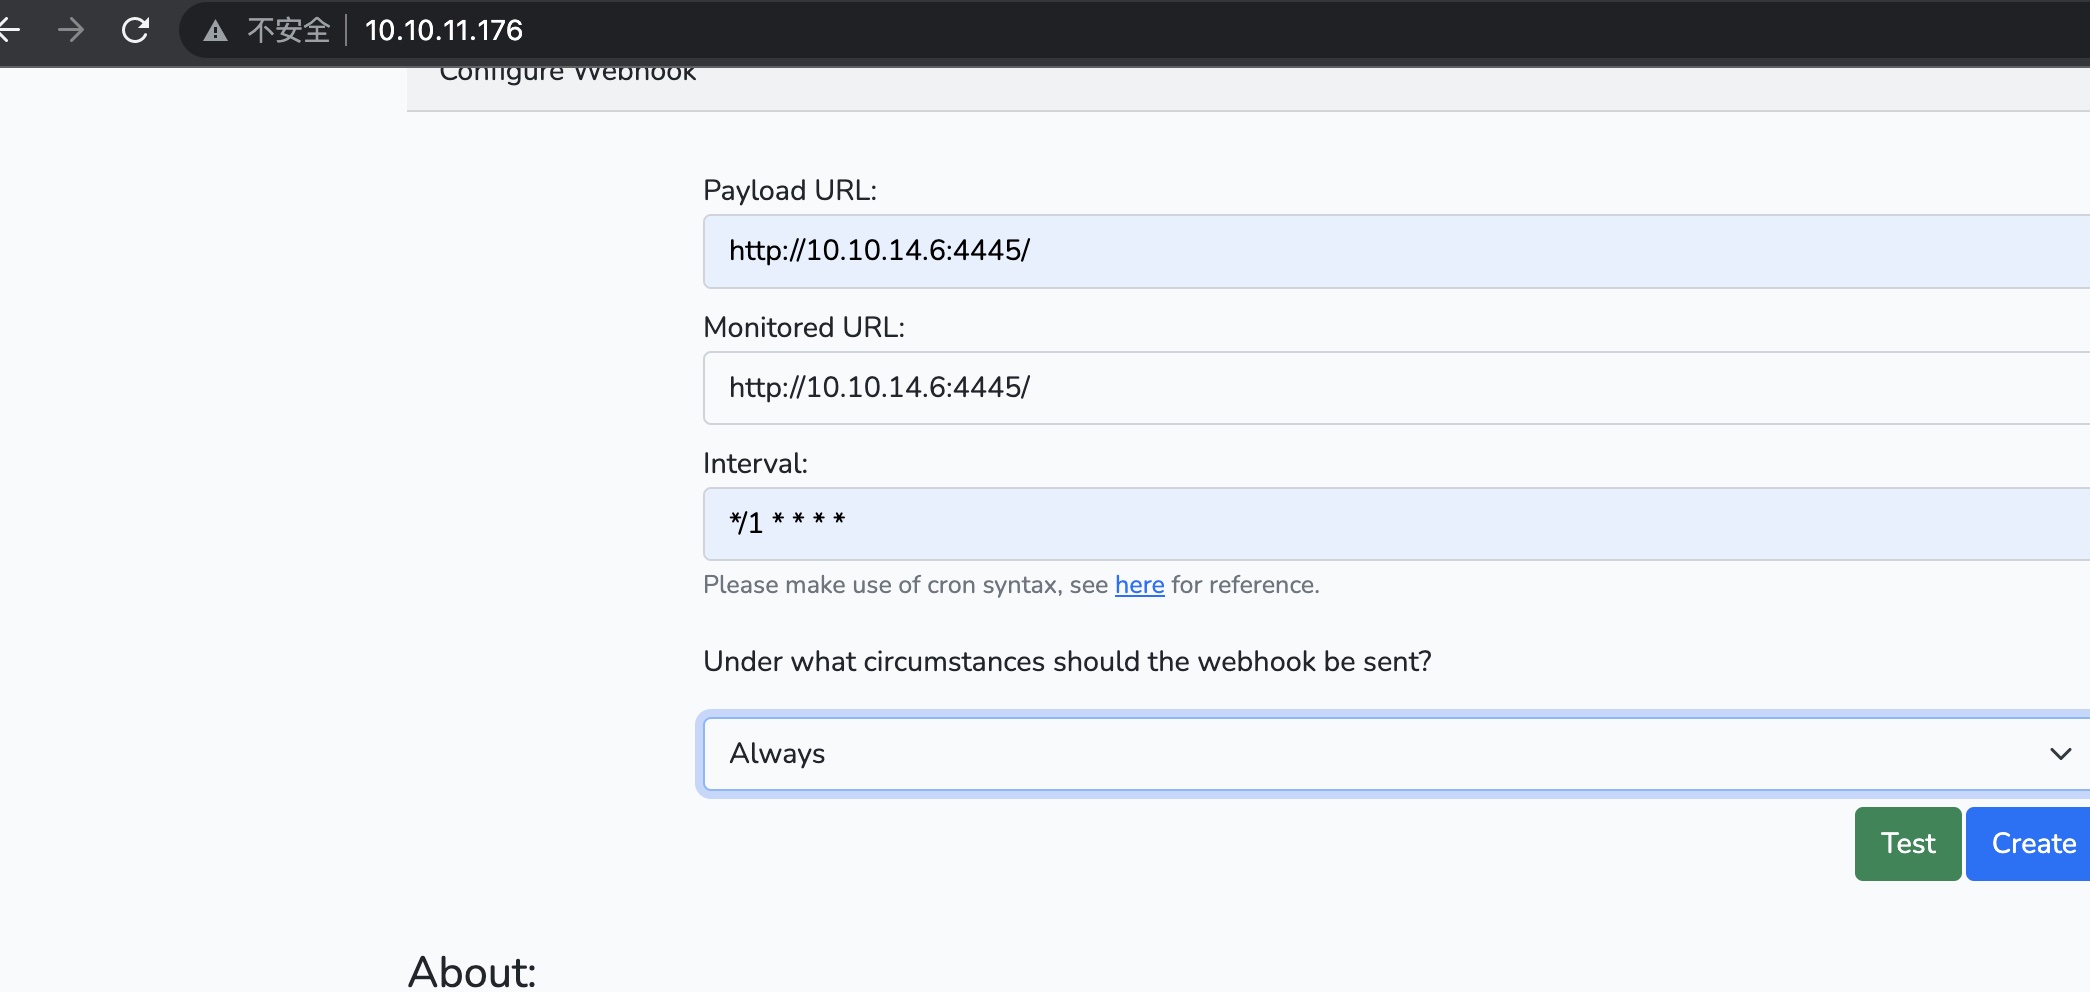 不安全 10.10.11.176
Configure Webhook
Payload URL:
http://10.10.14.6:4445/
Monitored URL:
http://10.10.14.6:4445/
Interval:
*/1 * * * *
Please make use of cron syntax, see here for reference.
Under what circumstances should the webhook be sent?
Always
Test Create
About: